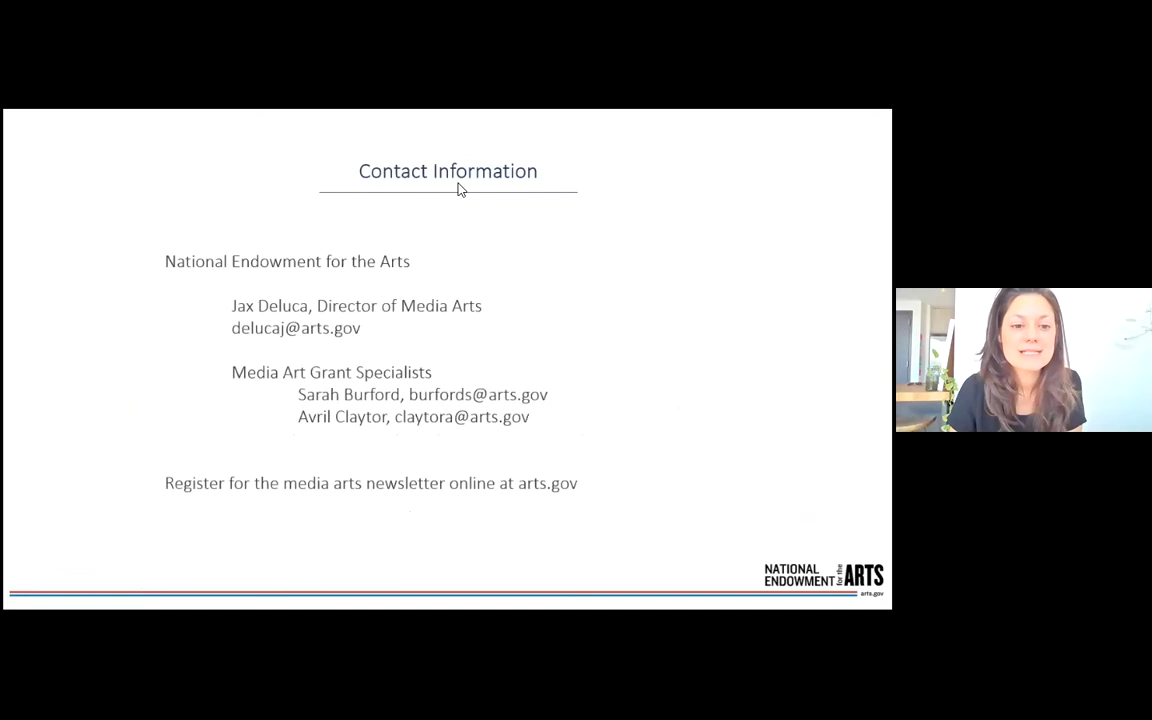 Contact Information
National Endowment for the Arts
Jax Deluca, Director of Media Arts
delucaj@arts.gov
Media Art Grant Specialists
Sarah Burford, burfords@arts.gov
Avril Claytor, claytora@arts.gov
Register for the media arts newsletter online at arts.gov
NATIONAL
ENDOWMENT for the ARTS
arts.gov